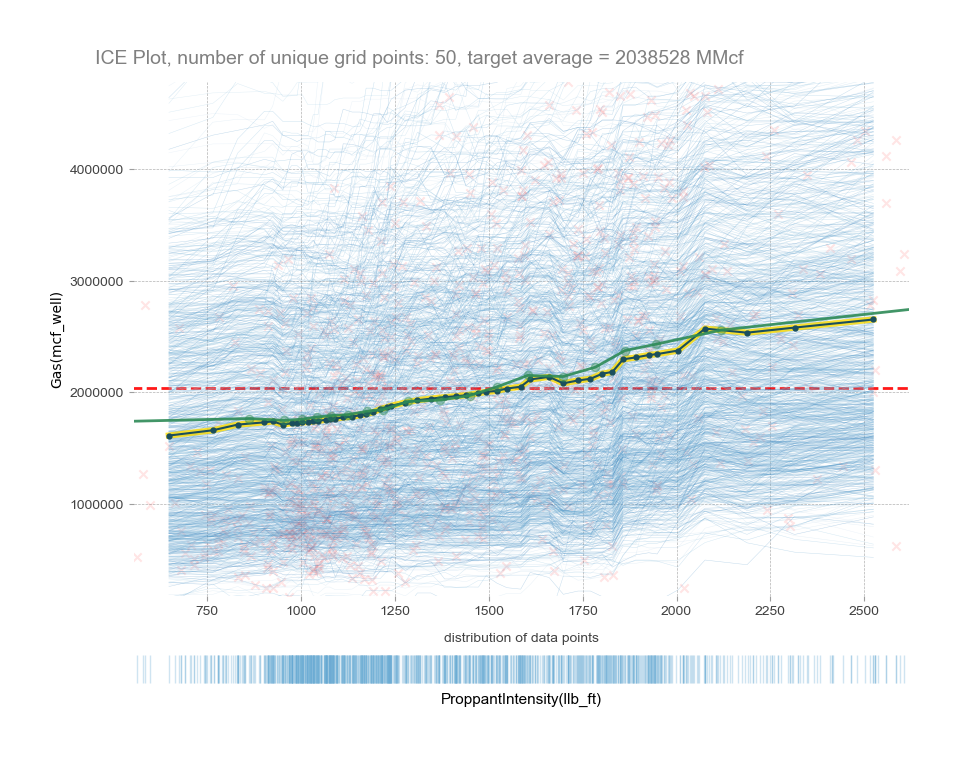 ICE Plot, number of unique grid points: 50, target average = 2038528 MMcf
Gas(mcf_well)
4000000
3000000
2000000
1000000
750 1000 1250 1500 1750 2000 2250 2500
distribution of data points
ProppantIntensity(llb_ft)